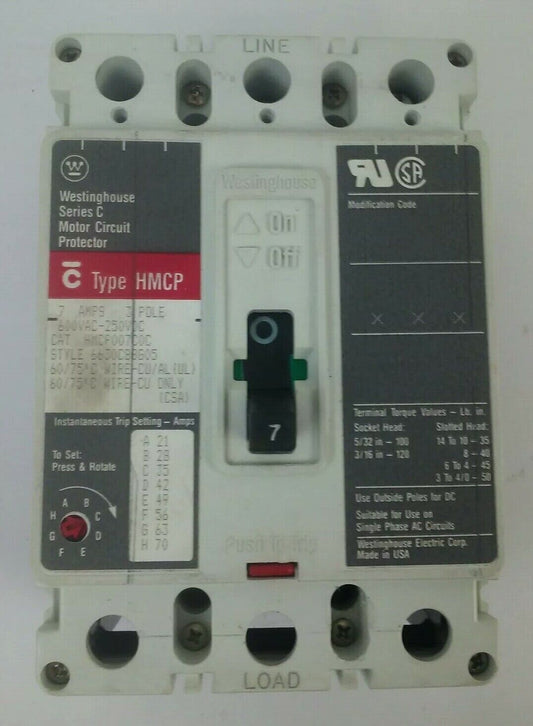 LINE
Westinghouse
Series C
Motor Circuit
Protector
C Type HMCP
7 AMPS 3 POLE
600VAC-250VDC
CAT HMCP007C0C
STYLE 6630C88G05
60/75°C WIRE-CU/AL(UL)
60/75°C WIRE-CU ONLY
(CSA)
Instantaneous Trip Setting - Amps
To Set:
Press & Rotate
A B C D E F G H
A 21
B 28
C 35
D 42
E 49
F 56
G 63
H 70
Westinghouse
On
Off
O
7
Push To Trip
Modification Code
Terminal Torque Values - Lb. in.
Socket Head: Slotted Head:
5/32 in - 100 14 To 10 - 35
3/16 in - 120 8 - 40
6 To 4 - 45
3 To 4/0 - 50
Use Outside Poles for DC
Suitable for Use on
Single Phase AC Circuits
Westinghouse Electric Corp.
Made in USA
LOAD